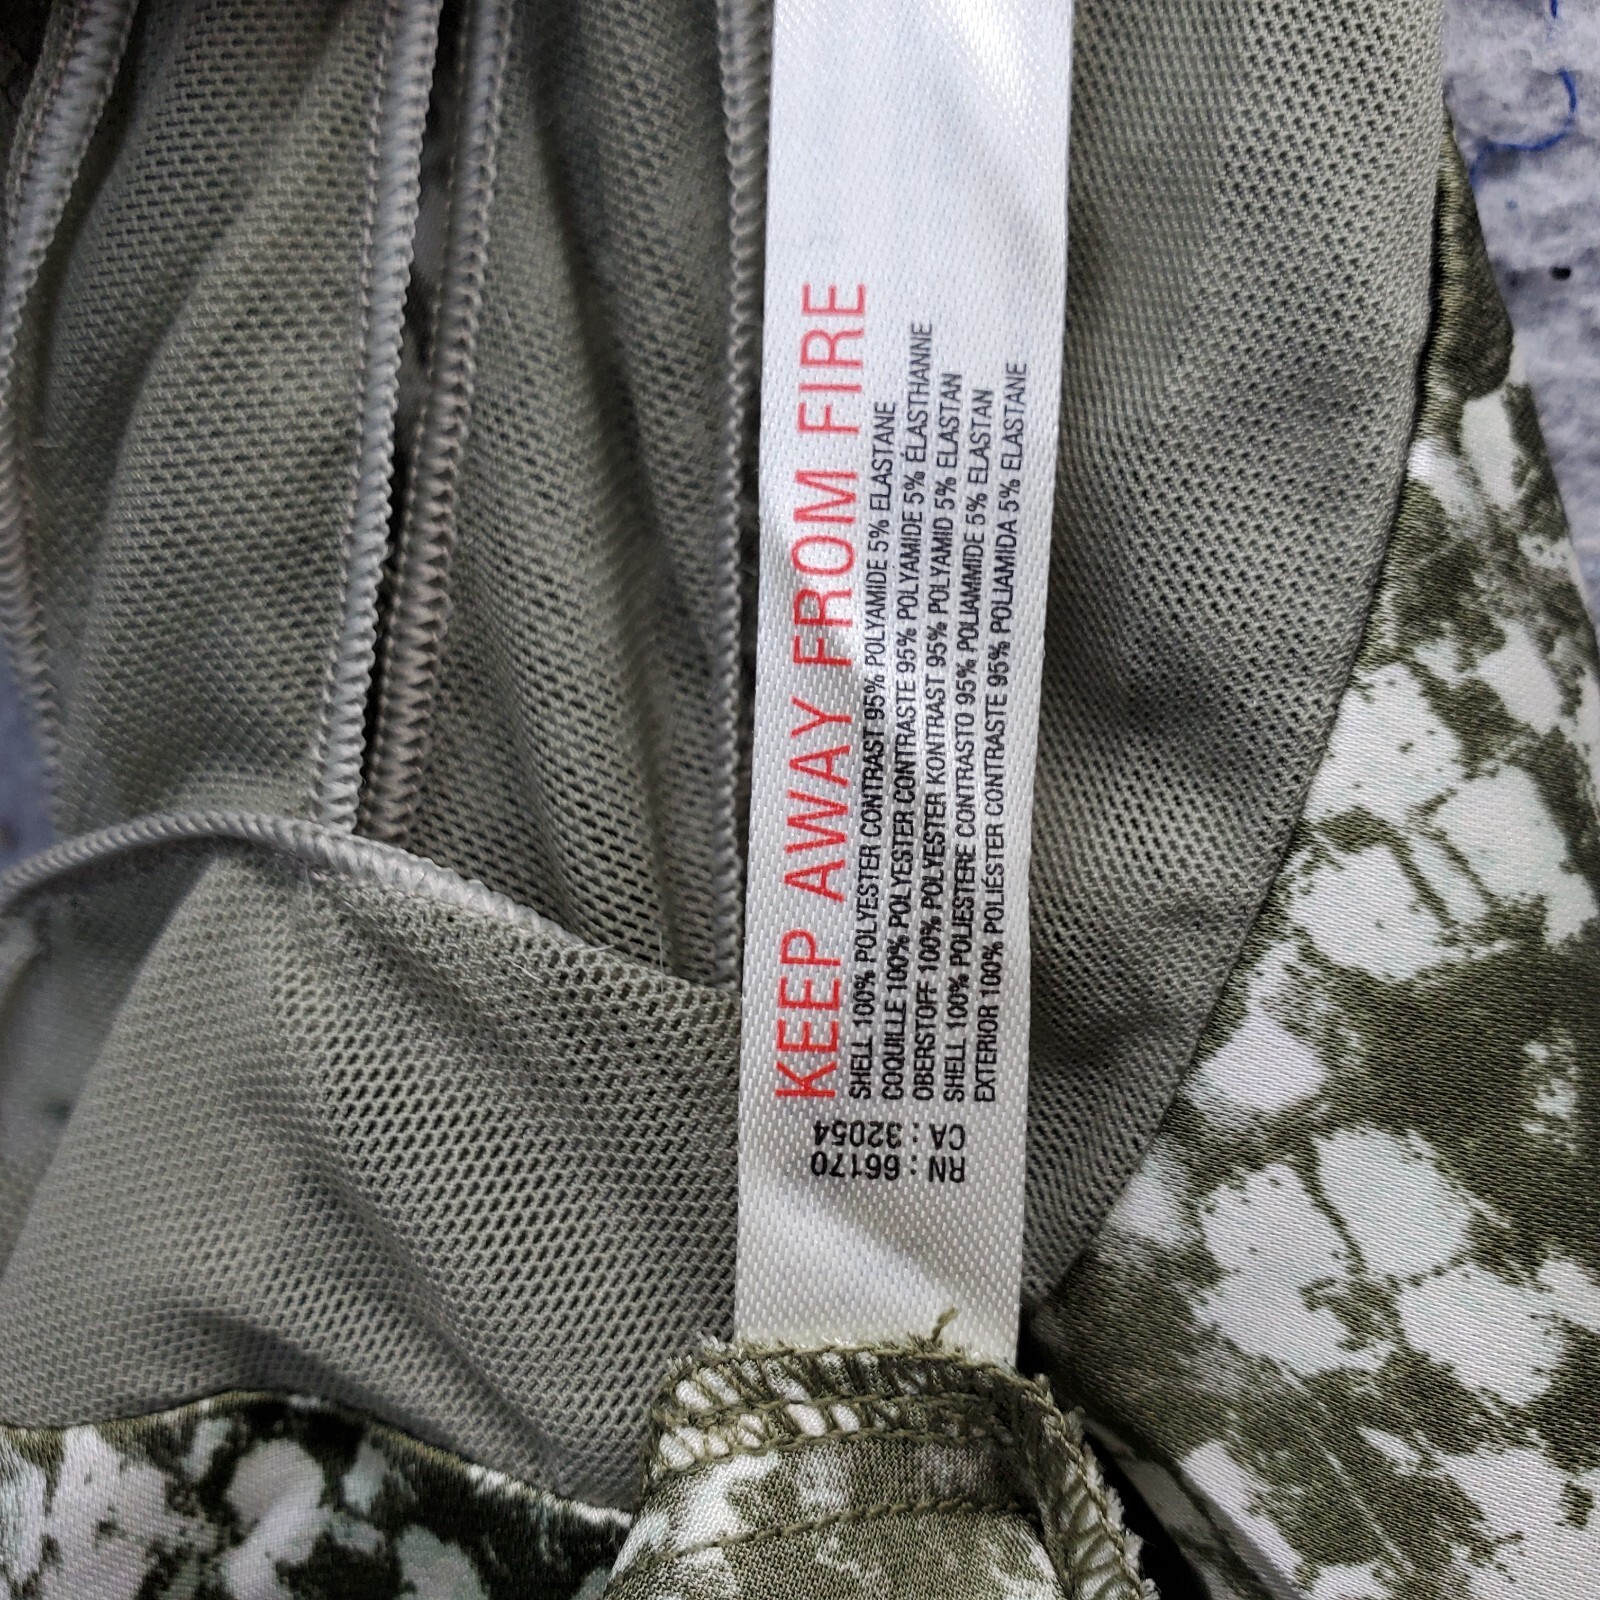 KEEP AWAY FROM FIRE
SHELL 100% POLYESTER CONTRAST 95% POLYAMIDE 5% ELASTANE
COQUILLE 100% POLYESTER CONTRASTE 95% POLYAMIDE 5% ÉLASTHANNE
OBERSTOFF 100% POLYESTER KONTRAST 95% POLYAMID 5% ELASTAN
SHELL 100% POLIESTERE CONTRASTO 95% POLIAMMIDE 5% ELASTAN
EXTERIOR 100% POLIÉSTER CONTRASTE 95% POLIAMIDA 5% ELASTANE
RN : 66170
CA : 32054